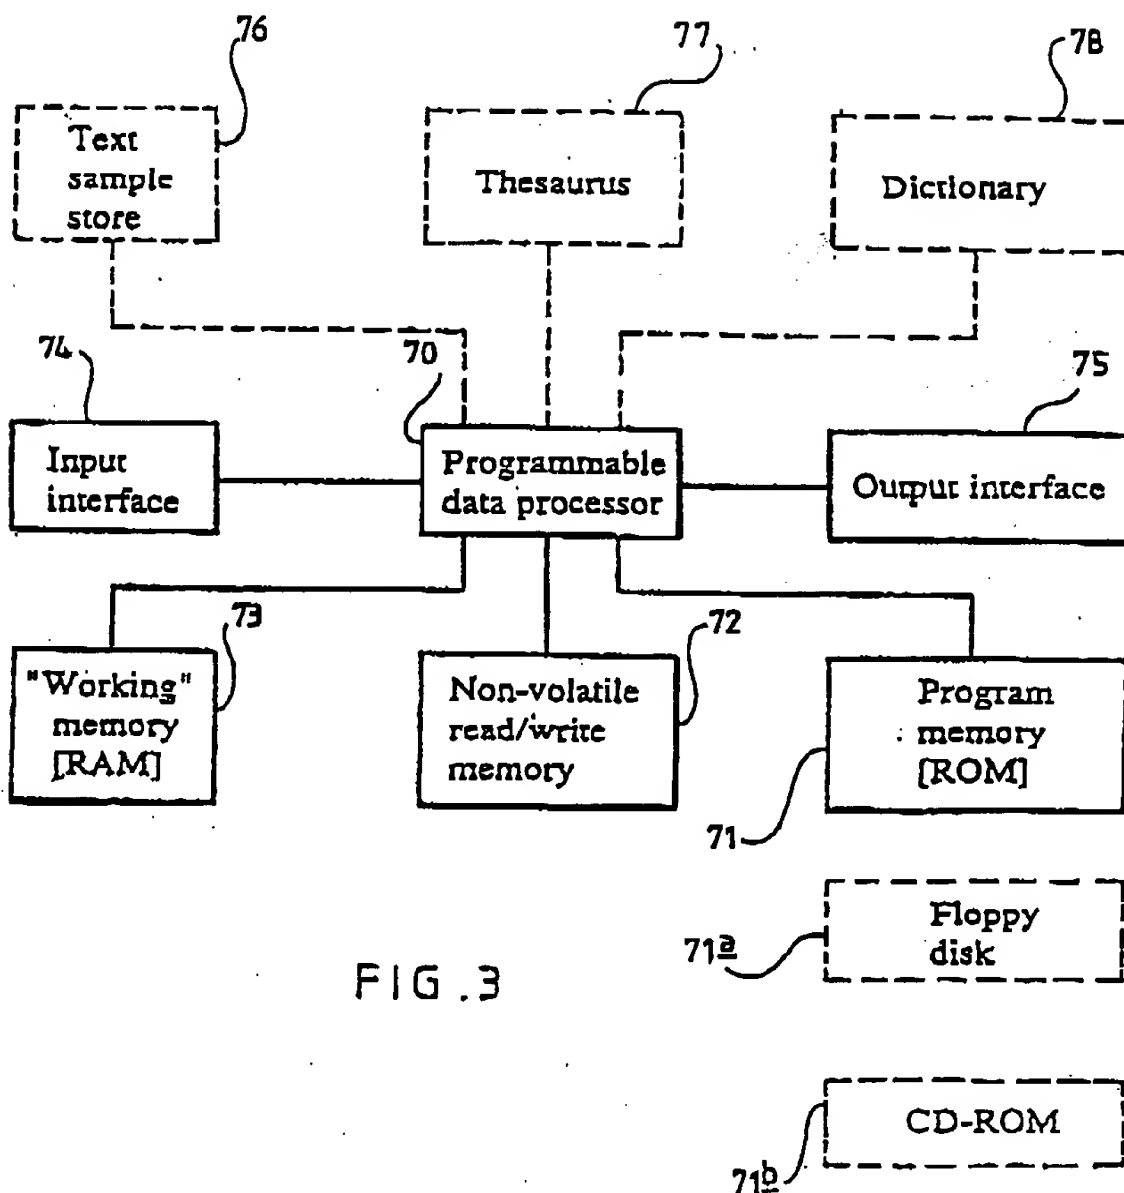 76
77
78
Text
sample
store
Thesaurus
Dictionary
74
70
75
Input
interface
Programmable
data processor
Output interface
73
72
"Working"
memory
[RAM]
Non-volatile
read/write
memory
Program
memory
[ROM]
71
Floppy
disk
71a
FIG.3
CD-ROM
71b